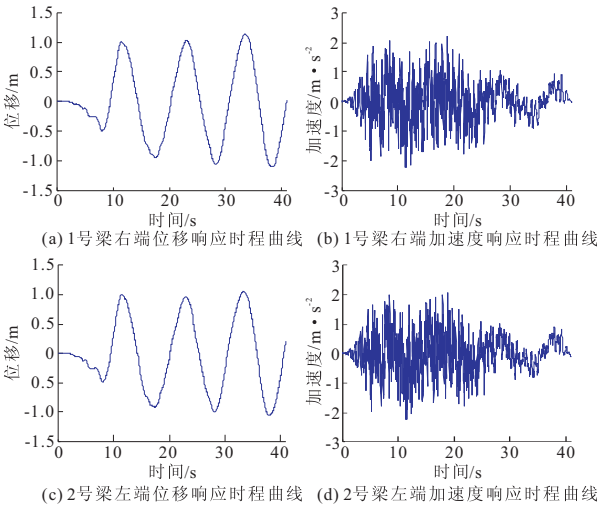 1.5
1.0
0.5
0
-0.5
-1.0
-1.5
位移/m
0 10 20 30 40
时间/s
(a) 1号梁右端位移响应时程曲线
3
2
1
0
-1
-2
-3
加速度/m·s-2
0 10 20 30 40
时间/s
(b) 1号梁右端加速度响应时程曲线
1.5
1.0
0.5
0
-0.5
-1.0
-1.5
位移/m
0 10 20 30 40
时间/s
(c) 2号梁左端位移响应时程曲线
3
2
1
0
-1
-2
-3
加速度/m·s-2
0 10 20 30 40
时间/s
(d) 2号梁左端加速度响应时程曲线